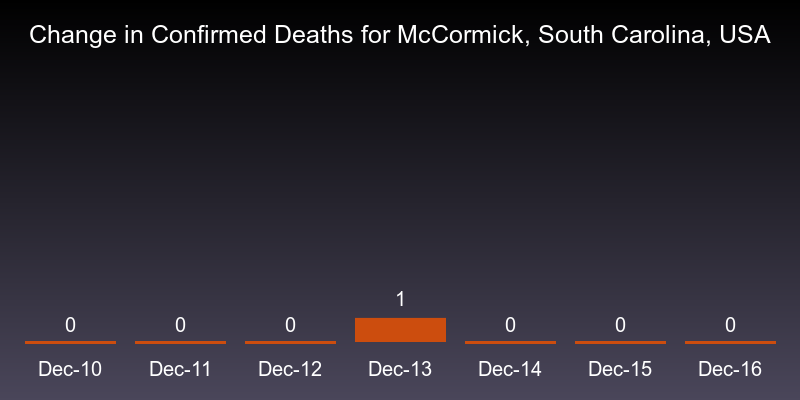 Change in Confirmed Deaths for McCormick, South Carolina, USA
0 0 0 1 0 0 0
Dec-10 Dec-11 Dec-12 Dec-13 Dec-14 Dec-15 Dec-16